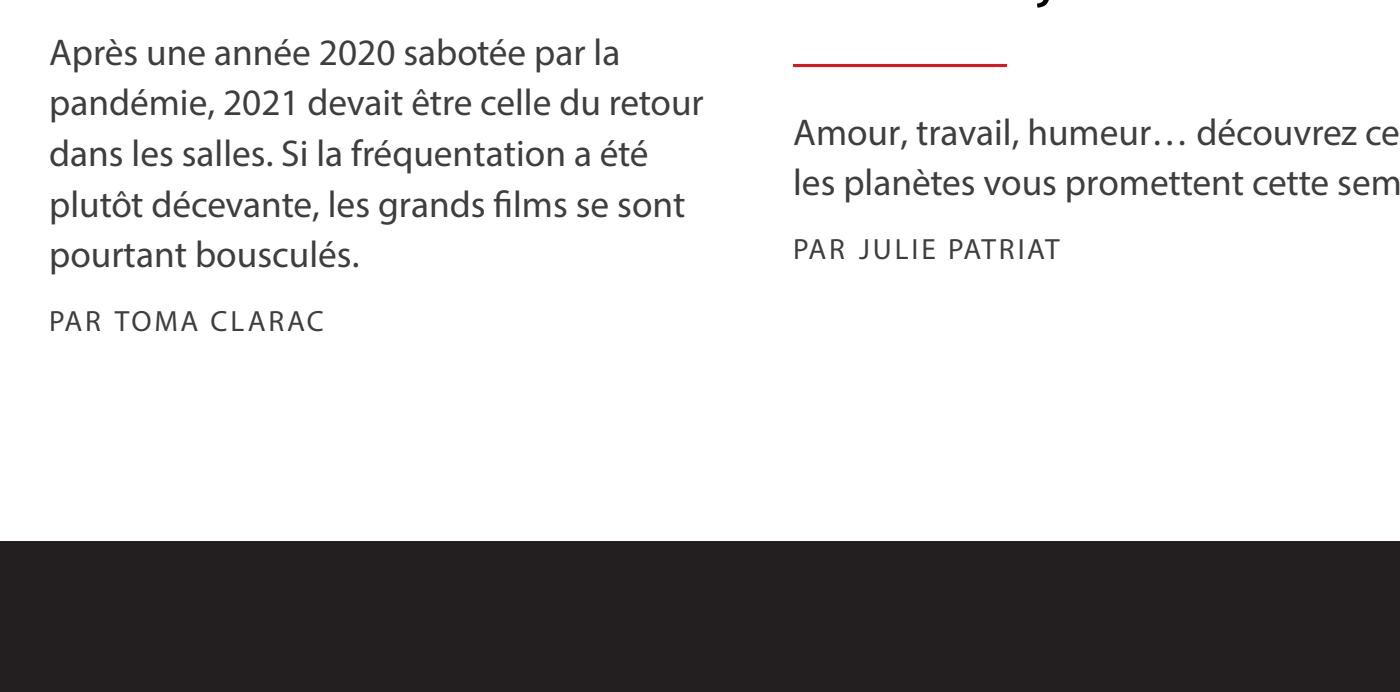 Après une année 2020 sabotée par la
pandémie, 2021 devait être celle du retour
dans les salles. Si la fréquentation a été
plutôt décevante, les grands films se sont
pourtant bousculés.
PAR TOMA CLARAC
Amour, travail, humeur… découvrez ce
les planètes vous promettent cette sem
PAR JULIE PATRIAT